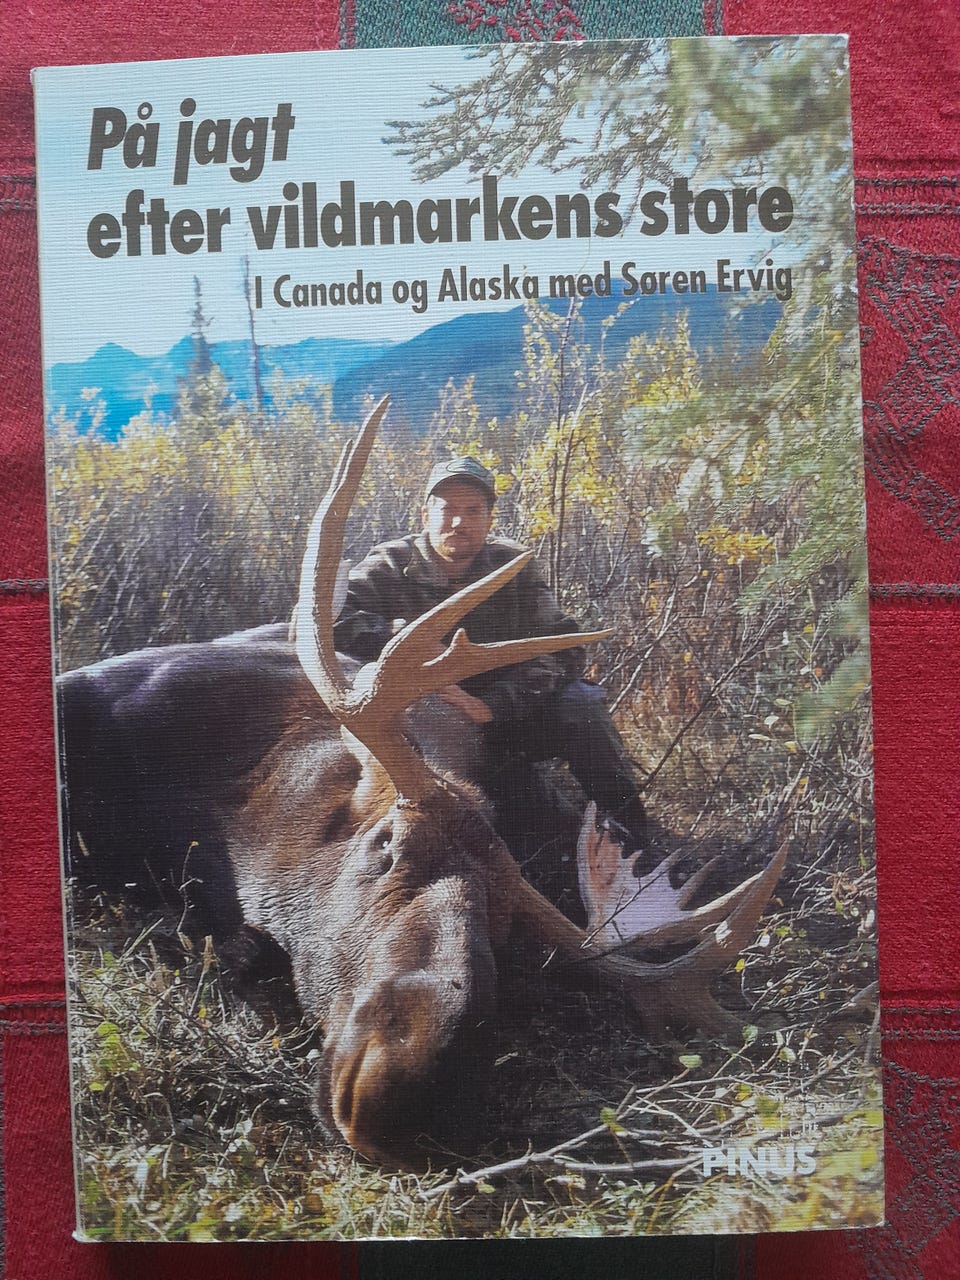 På jagt
efter vildmarkens store
I Canada og Alaska med Søren Ervig
PINUS